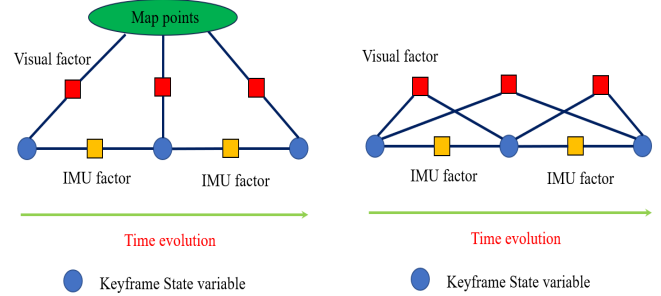 Map points
Visual factor
IMU factor
IMU factor
Time evolution
Keyframe State variable
Visual factor
IMU factor
IMU factor
Time evolution
Keyframe State variable